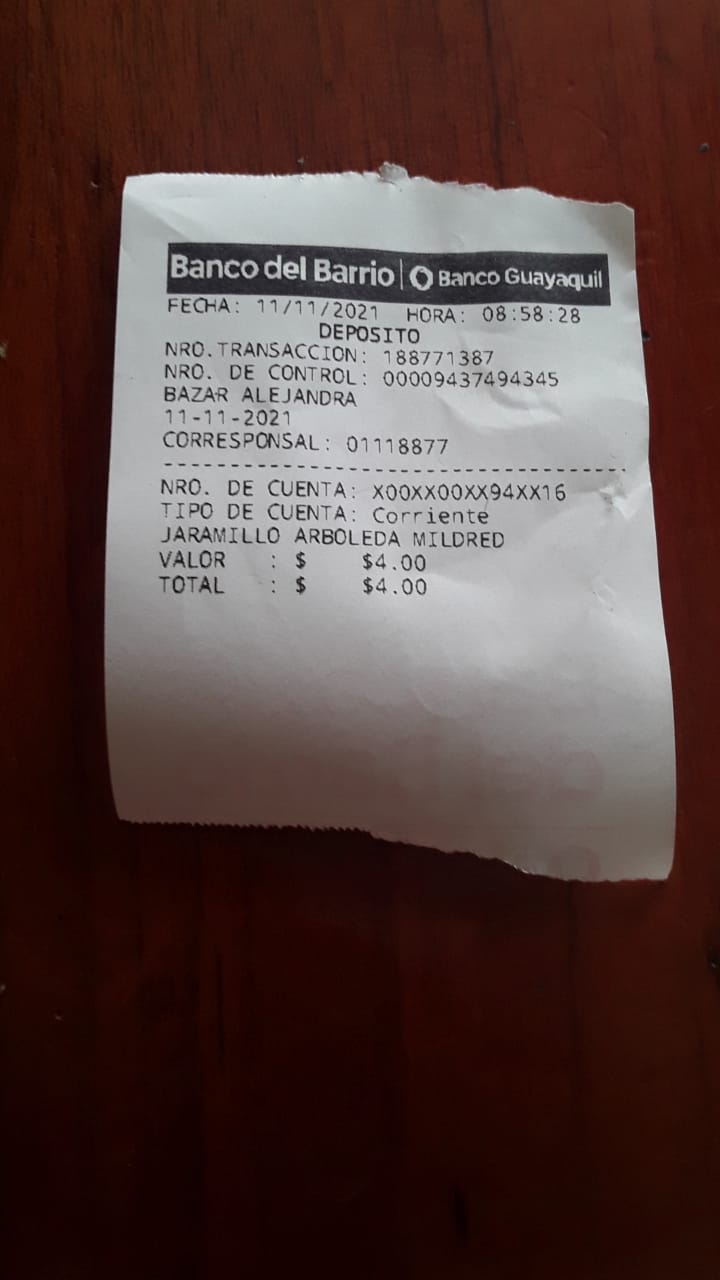 Banco del Barrio | Banco Guayaquil
FECHA: 11/11/2021 HORA: 08:58:28
DEPOSITO
NRO.TRANSACCION: 188771387
NRO. DE CONTROL: 00009437494345
BAZAR ALEJANDRA
11-11-2021
CORRESPONSAL: 01118877
--------------------------------------
NRO. DE CUENTA: X00XX00XX94XX16
TIPO DE CUENTA: Corriente
JARAMILLO ARBOLEDA MILDRED
VALOR : $ $4.00
TOTAL : $ $4.00